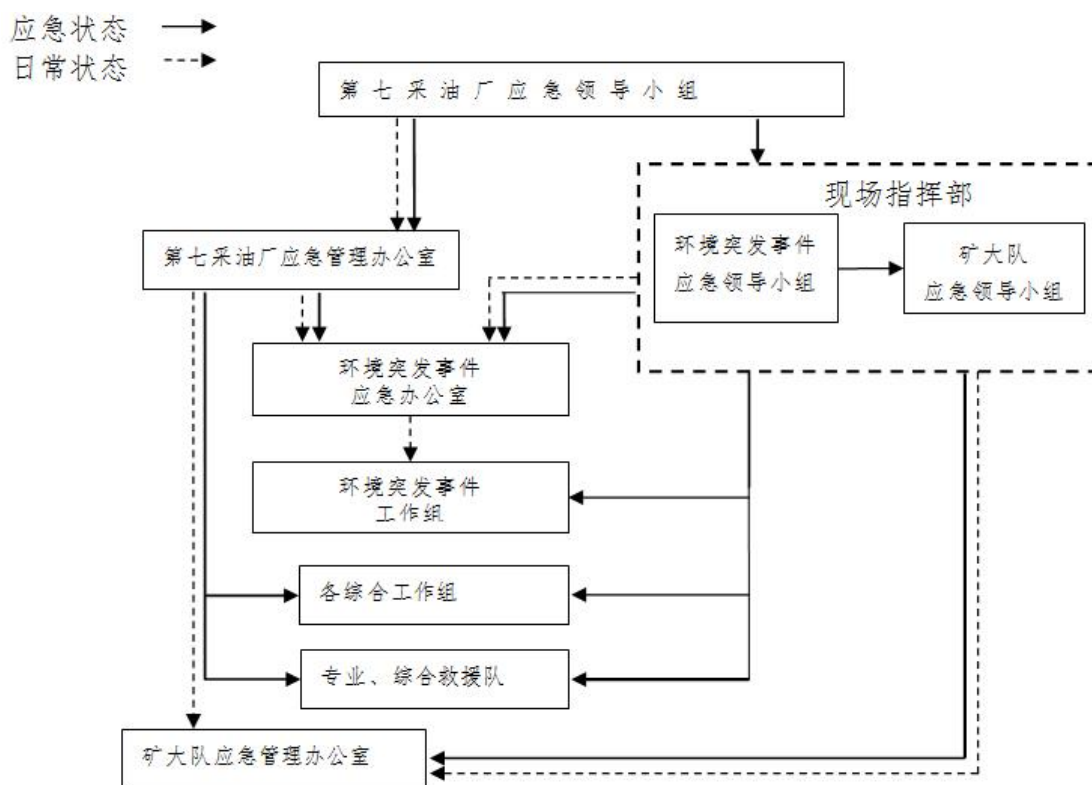 应急状态
日常状态
第七采油厂应急领导小组
现场指挥部
环境突发事件
应急领导小组
矿大队
应急领导小组
第七采油厂应急管理办公室
环境突发事件
应急办公室
环境突发事件
工作组
各综合工作组
专业、综合救援队
矿大队应急管理办公室